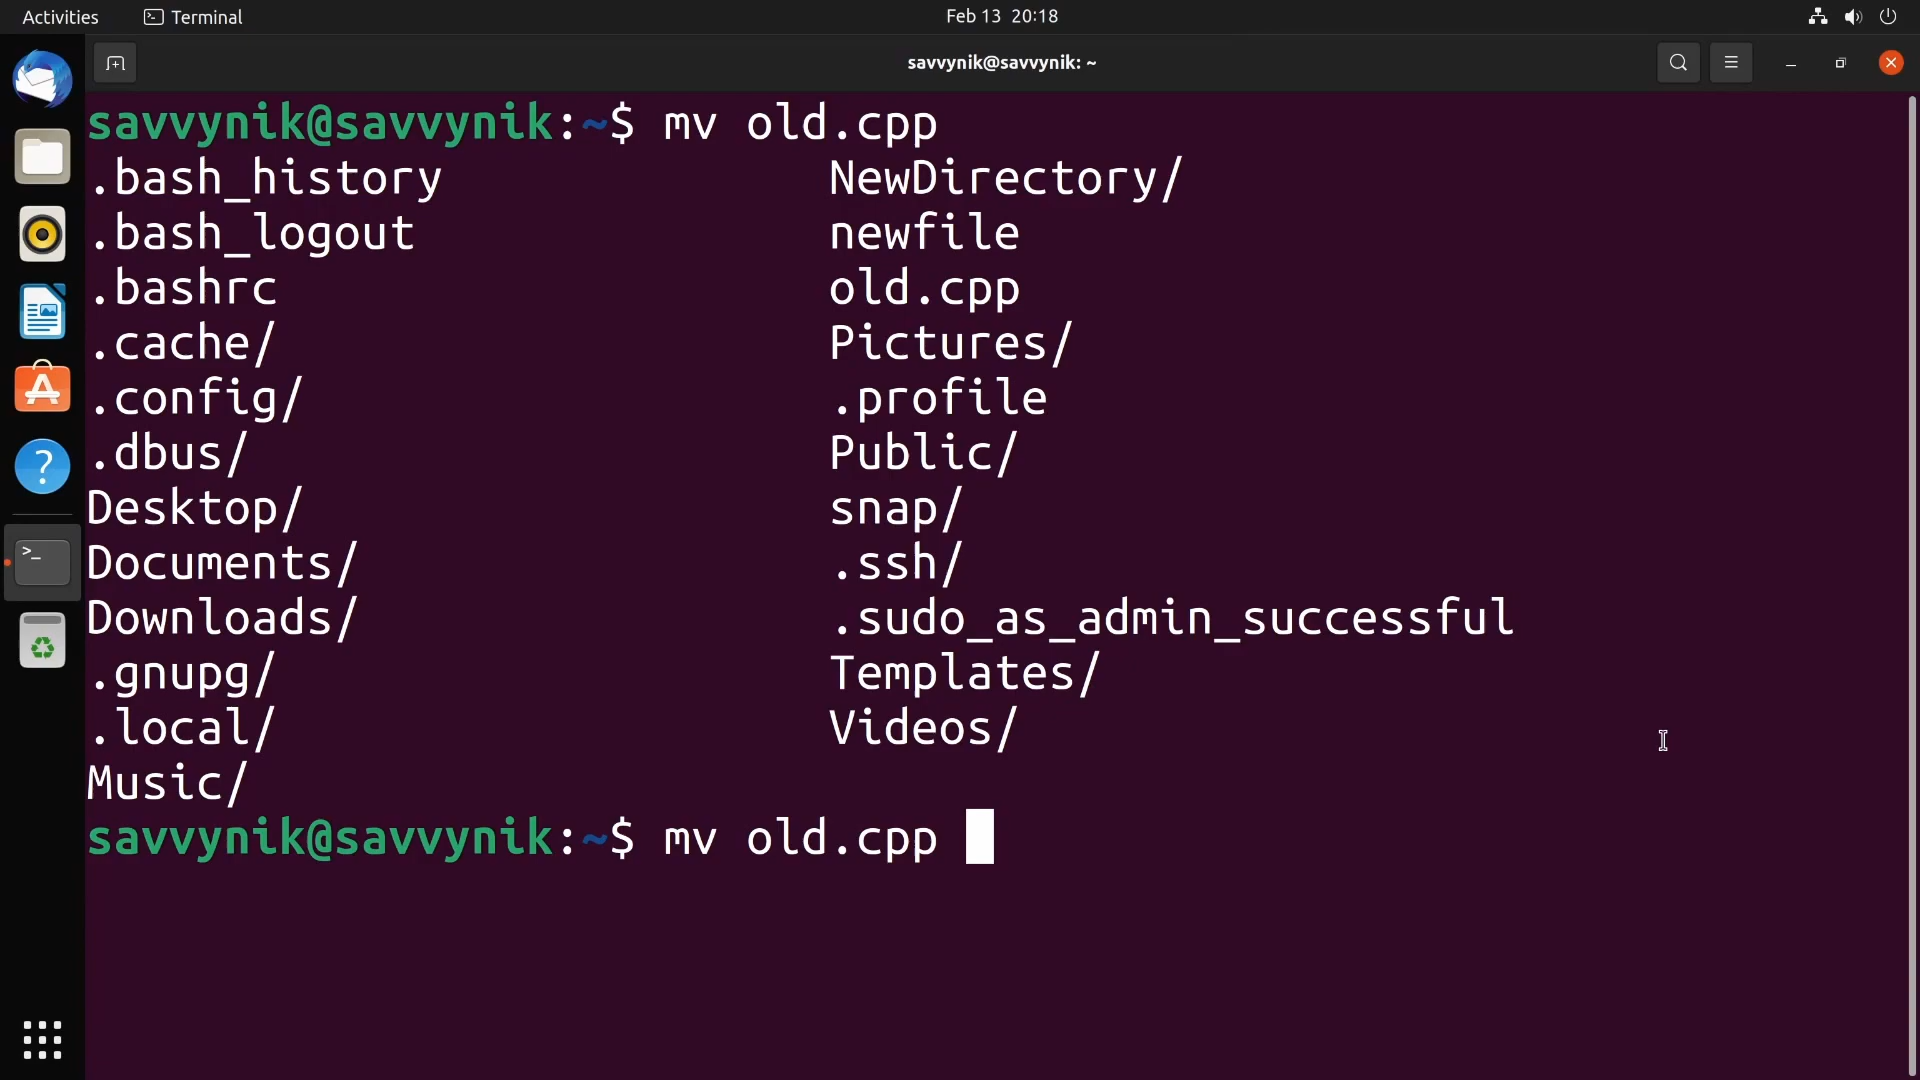 Activities Terminal Feb 13 20:18
savvynik@savvynik: ~
savvynik@savvynik:~$ mv old.cpp
.bash_history NewDirectory/
.bash_logout newfile
.bashrc old.cpp
.cache/ Pictures/
.config/ .profile
.dbus/ Public/
Desktop/ snap/
Documents/ .ssh/
Downloads/ .sudo_as_admin_successful
.gnupg/ Templates/
.local/ Videos/
Music/
savvynik@savvynik:~$ mv old.cpp